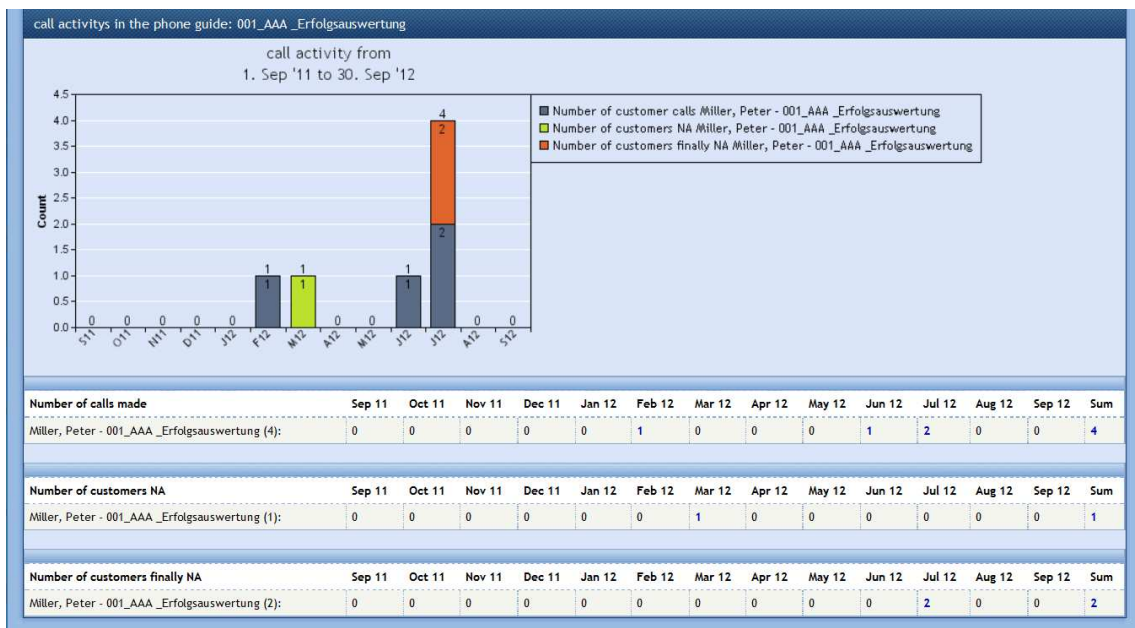 call activitys in the phone guide: 001_AAA _Erfolgsauswertung
call activity from
1. Sep '11 to 30. Sep '12
Number of customer calls Miller, Peter - 001_AAA _Erfolgsauswertung
Number of customers NA Miller, Peter - 001_AAA _Erfolgsauswertung
Number of customers finally NA Miller, Peter - 001_AAA _Erfolgsauswertung
Count
4.5
4.0
3.5
3.0
2.5
2.0
1.5
1.0
0.5
0.0
4
2
2
1 1 1
1 1 1
0 0 0 0 0 0 0 0 0
S11 O11 N11 D11 J12 F12 M12 A12 M12 J12 J12 A12 S12
Number of calls made Sep 11 Oct 11 Nov 11 Dec 11 Jan 12 Feb 12 Mar 12 Apr 12 May 12 Jun 12 Jul 12 Aug 12 Sep 12 Sum
Miller, Peter - 001_AAA _Erfolgsauswertung (4): 0 0 0 0 0 1 0 0 0 1 2 0 0 4
Number of customers NA Sep 11 Oct 11 Nov 11 Dec 11 Jan 12 Feb 12 Mar 12 Apr 12 May 12 Jun 12 Jul 12 Aug 12 Sep 12 Sum
Miller, Peter - 001_AAA _Erfolgsauswertung (1): 0 0 0 0 0 0 1 0 0 0 0 0 0 1
Number of customers finally NA Sep 11 Oct 11 Nov 11 Dec 11 Jan 12 Feb 12 Mar 12 Apr 12 May 12 Jun 12 Jul 12 Aug 12 Sep 12 Sum
Miller, Peter - 001_AAA _Erfolgsauswertung (2): 0 0 0 0 0 0 0 0 0 0 2 0 0 2